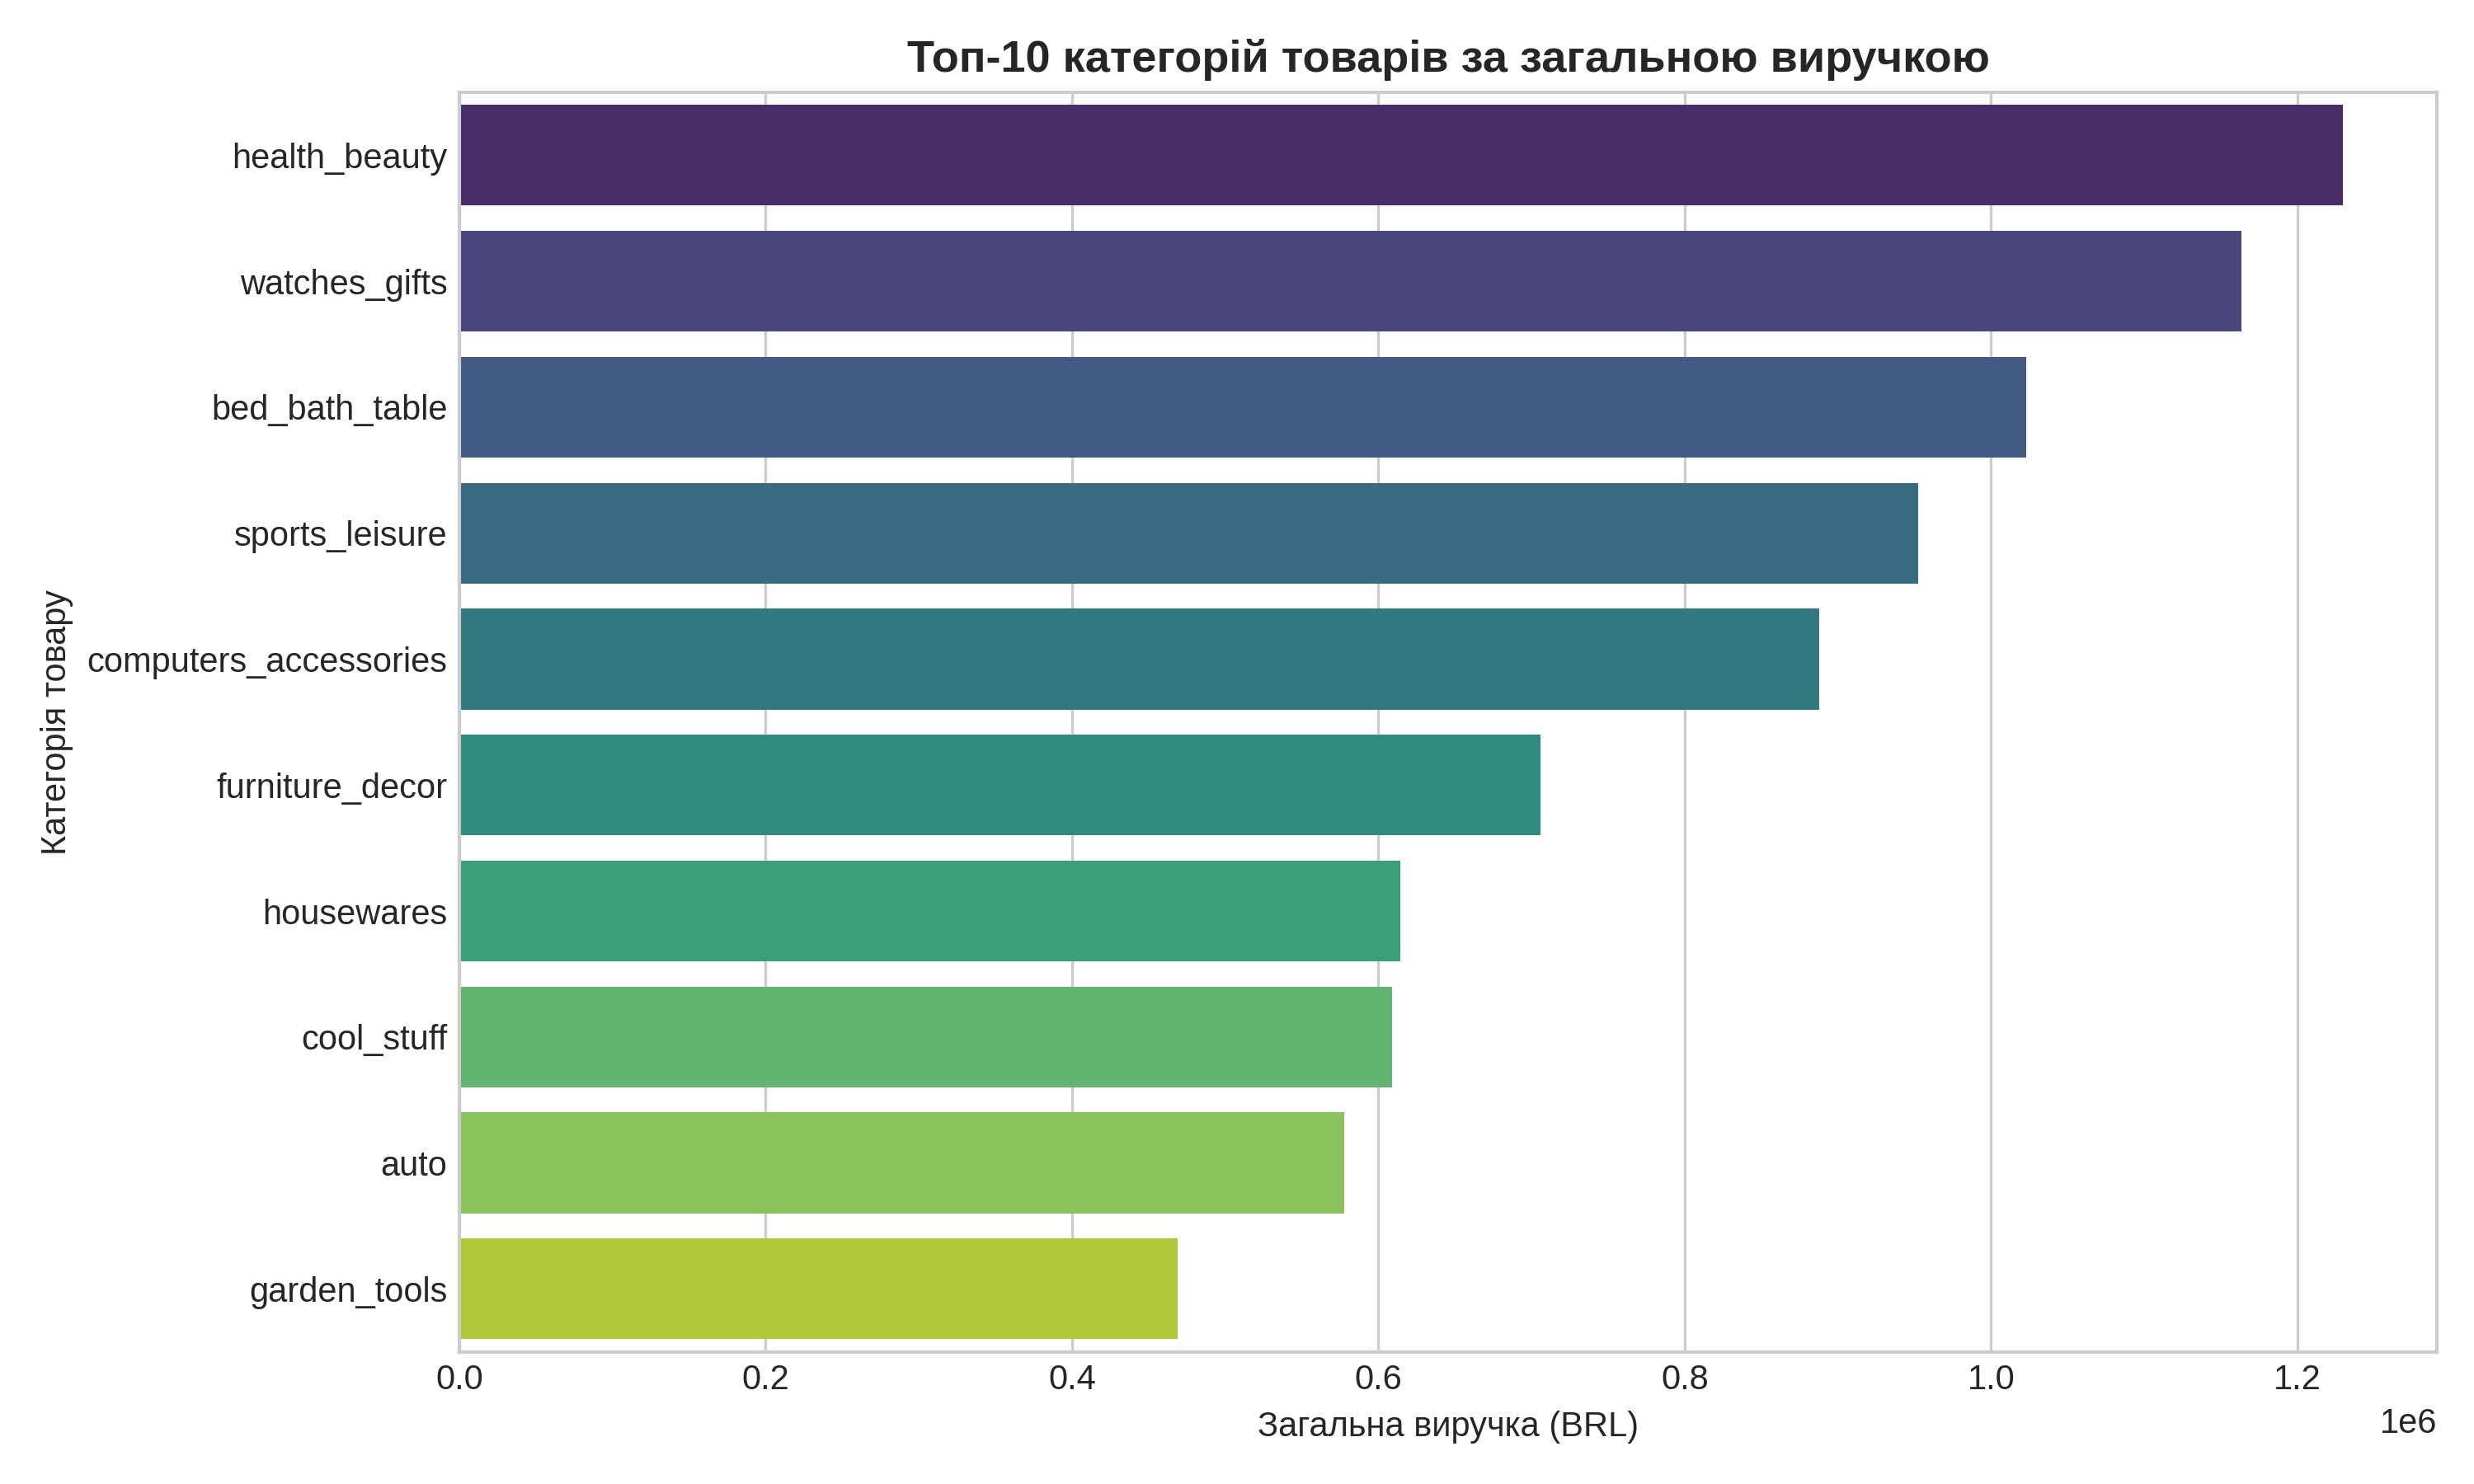 Топ-10 категорій товарів за загальною виручкою
Категорія товару
health_beauty
watches_gifts
bed_bath_table
sports_leisure
computers_accessories
furniture_decor
housewares
cool_stuff
auto
garden_tools
0.0 0.2 0.4 0.6 0.8 1.0 1.2
Загальна виручка (BRL)
1e6